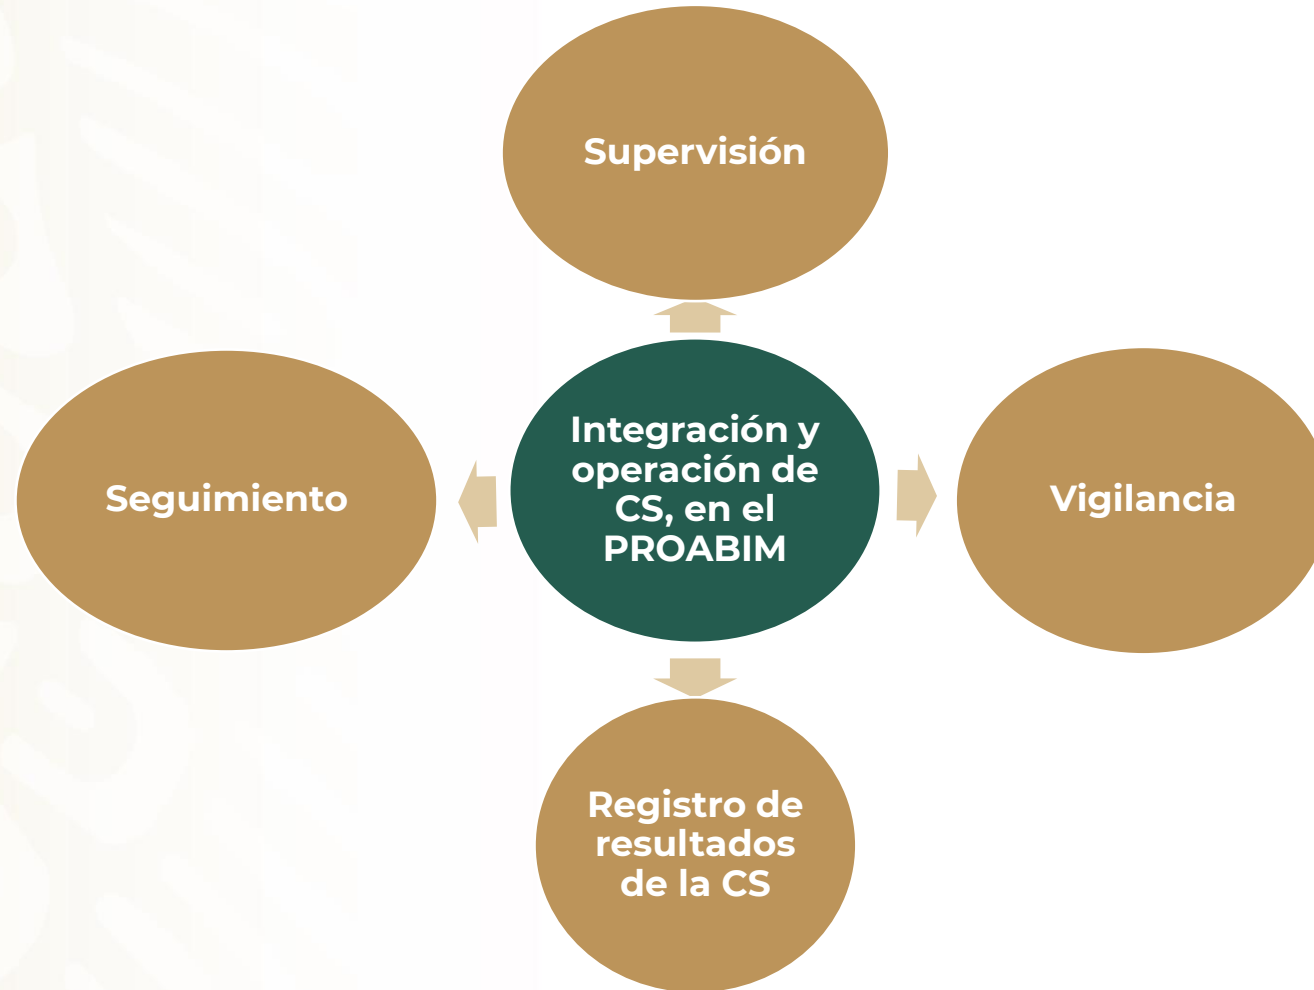 Supervisión
Seguimiento
Integración y
operación de
CS, en el
PROABIM
Vigilancia
Registro de
resultados
de la CS